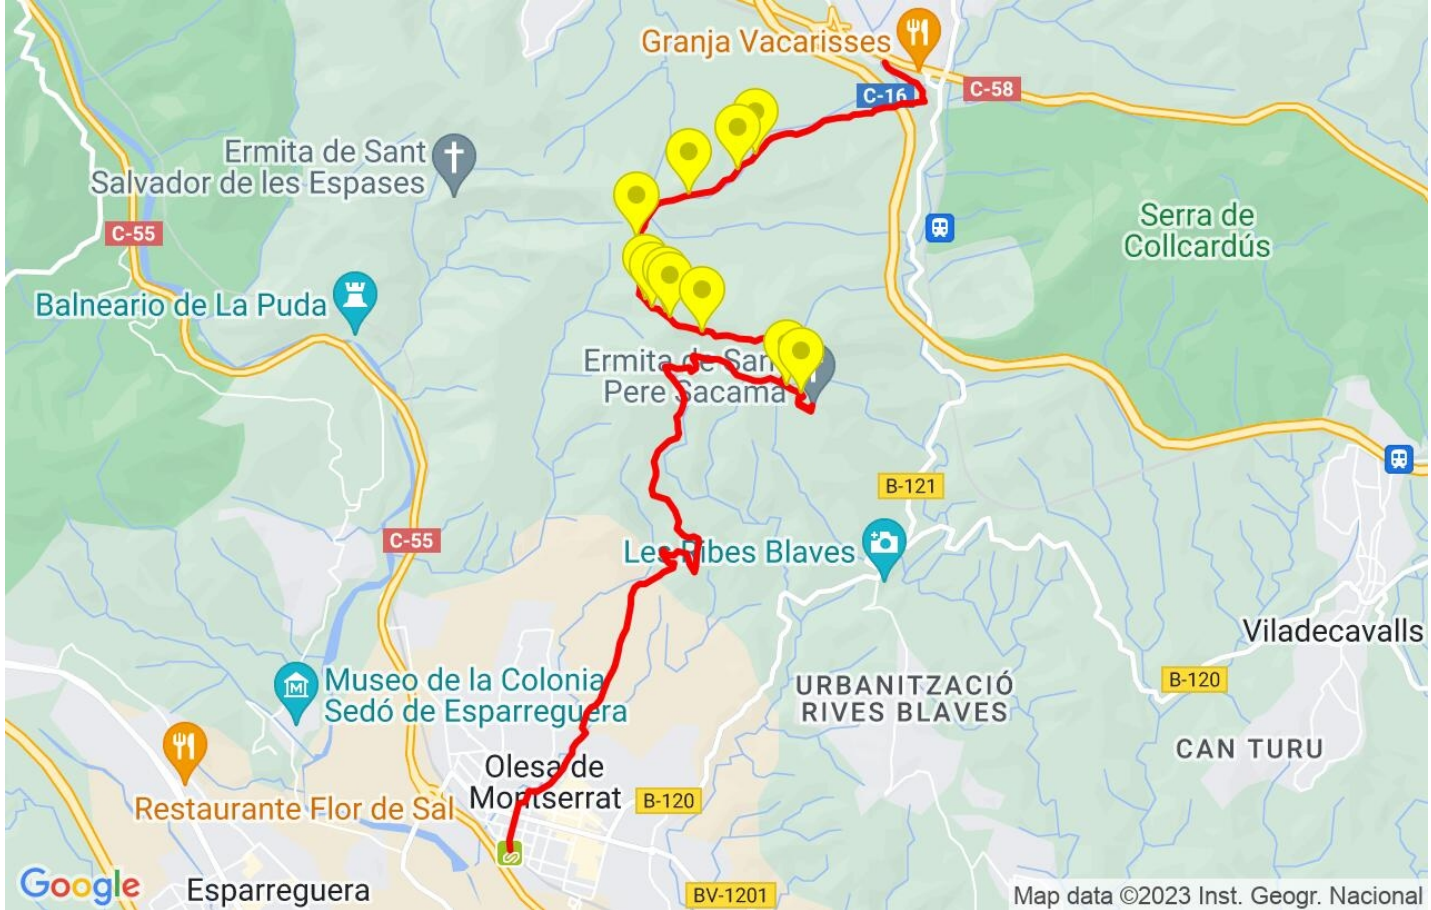 Granja Vacarisses
C-16
C-58
Ermita de Sant
Salvador de les Espases
C-55
Serra de
Collcardús
Balneario de La Puda
Ermita de Sant
Pere Sacama
B-121
C-55
Les Ribes Blaves
Viladecavalls
Museo de la Colonia
Sedó de Esparreguera
URBANITZACIÓ
RIVES BLAVES
B-120
CAN TURU
Olesa de
Montserrat
B-120
Restaurante Flor de Sal
Esparreguera
BV-1201
Google
Map data ©2023 Inst. Geogr. Nacional